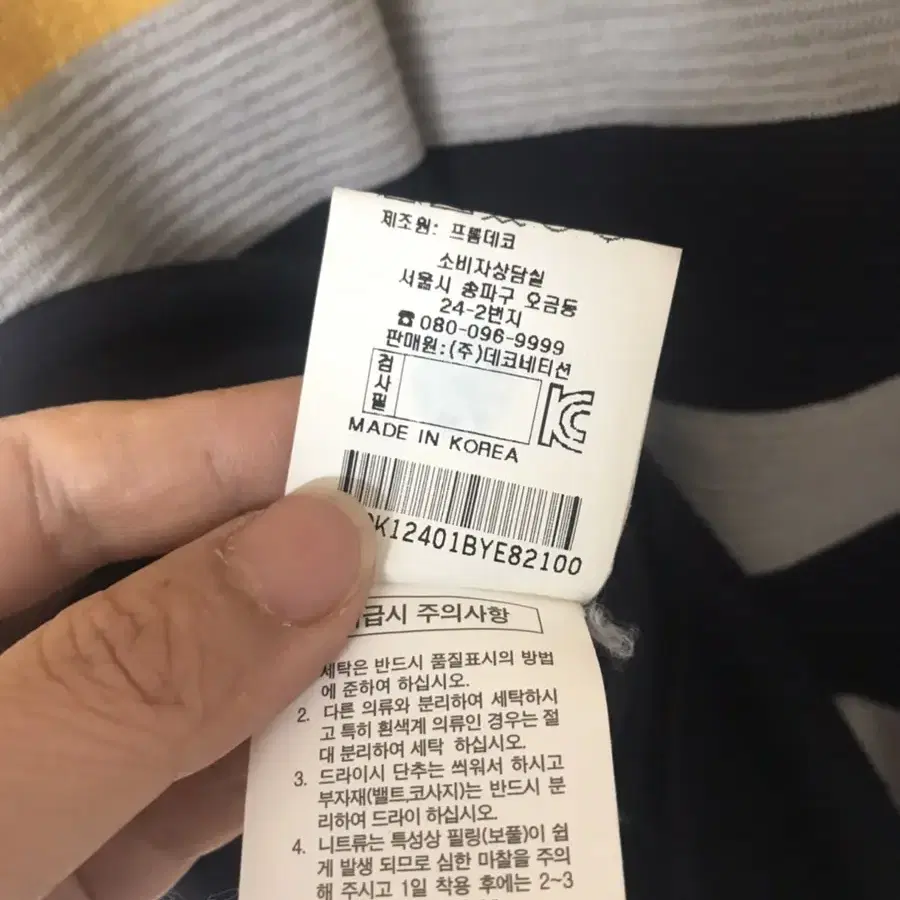 제조원: 프롬데코
소비자상담실
서울시 송파구 오금동
24-2번지
☎080-096-9999
판매원:(주)데코네티션
검사필
MADE IN KOREA
K12401BYE82100
급시 주의사항
세탁은 반드시 품질표시의 방법
에 준하여 하십시오.
2. 다른 의류와 분리하여 세탁하시
고 특히 흰색계 의류인 경우는 절
대 분리하여 세탁 하십시오.
3. 드라이시 단추는 씌워서 하시고
부자재(밸트,코사지)는 반드시 분
리하여 드라이 하십시오.
4. 니트류는 특성상 필링(보풀)이 쉽
게 발생 되므로 심한 마찰을 주의
해 주시고 1일 착용 후에는 2~3